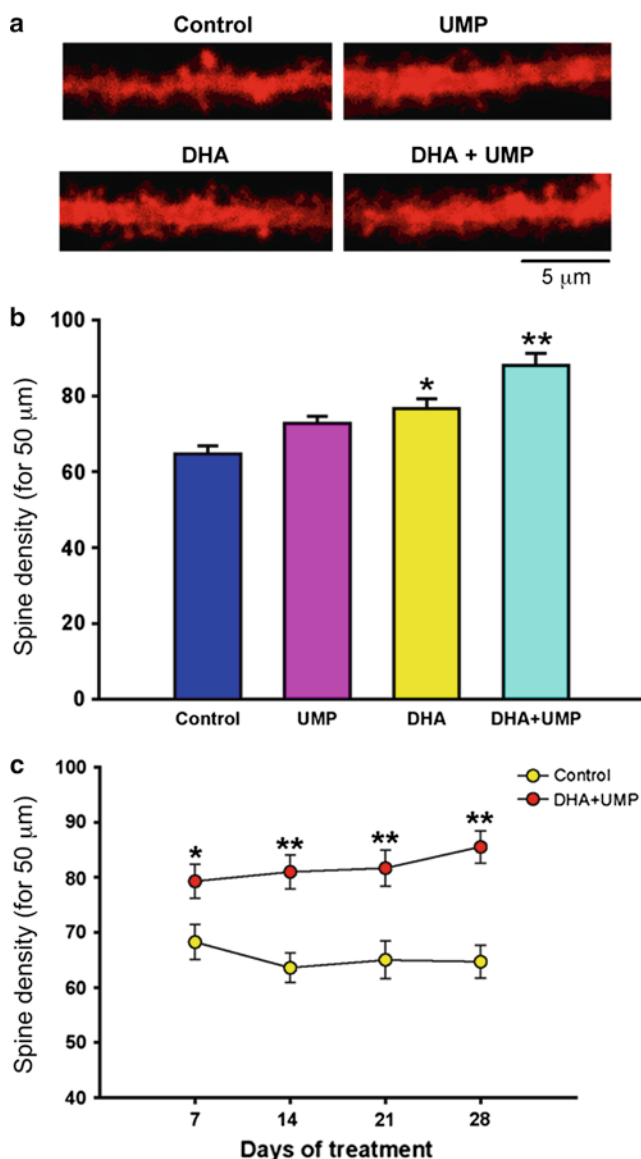 a
Control
UMP
DHA
DHA + UMP
5 μm
b
Spine density (for 50 μm)
100
80
60
40
20
0
*
**
Control
UMP
DHA
DHA+UMP
c
Spine density (for 50 μm)
100
90
80
70
60
50
40
*
**
**
**
Control
DHA+UMP
7
14
21
28
Days of treatment